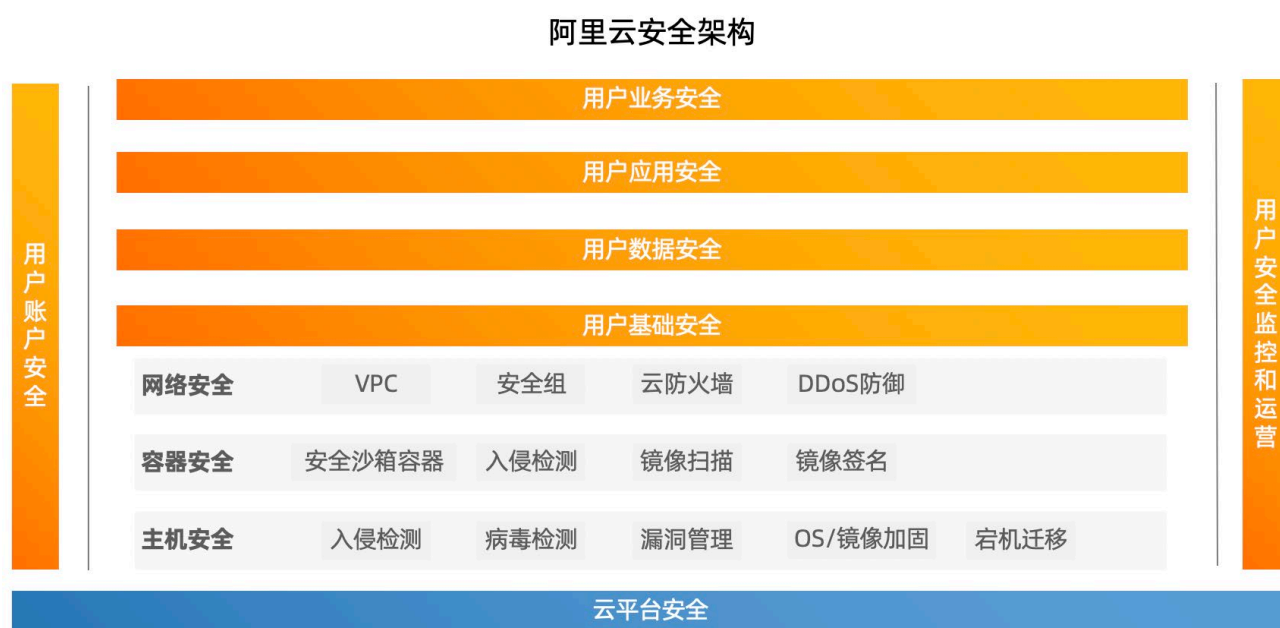 阿里云安全架构
用户账户安全
用户业务安全
用户应用安全
用户数据安全
用户基础安全
网络安全 VPC 安全组 云防火墙 DDoS防御
容器安全 安全沙箱容器 入侵检测 镜像扫描 镜像签名
主机安全 入侵检测 病毒检测 漏洞管理 OS/镜像加固 宕机迁移
用户安全监控和运营
云平台安全